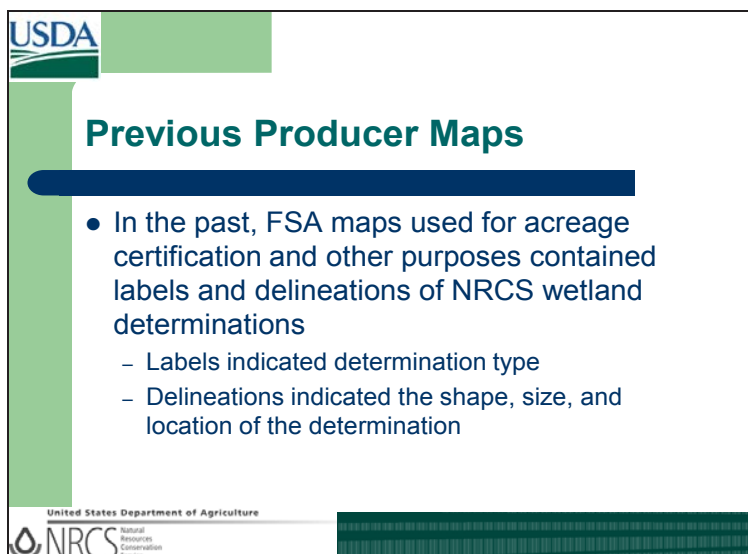 USDA
Previous Producer Maps
● In the past, FSA maps used for acreage
certification and other purposes contained
labels and delineations of NRCS wetland
determinations
– Labels indicated determination type
– Delineations indicated the shape, size, and
location of the determination
United States Department of Agriculture
NRCS
Natural
Resources
Conservation